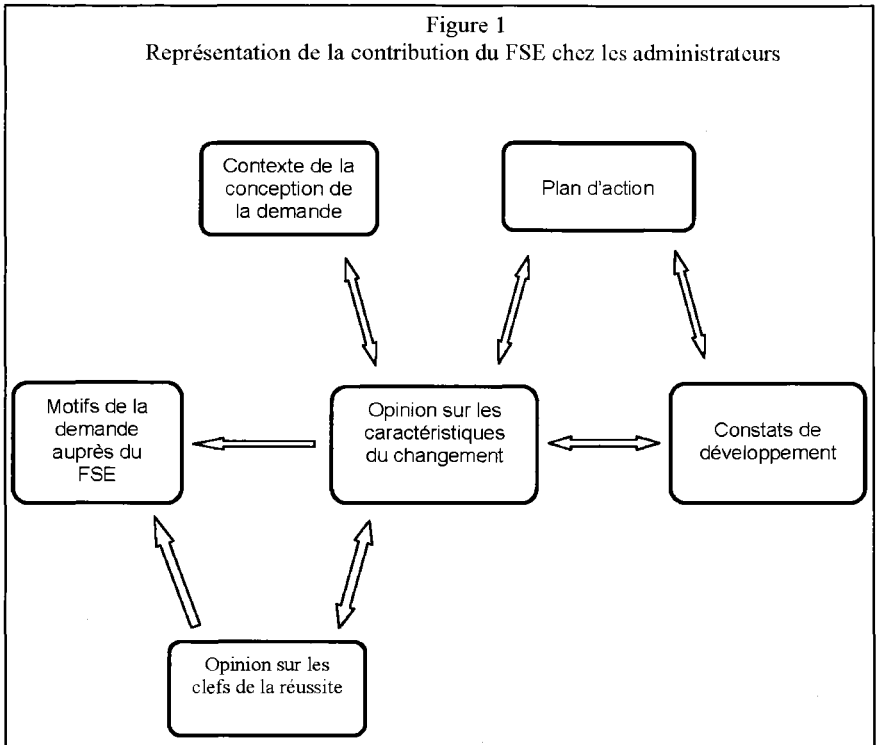 Figure 1
Représentation de la contribution du FSE chez les administrateurs
Contexte de la
conception de
la demande
Plan d'action
Motifs de la
demande
auprès du
FSE
Opinion sur les
caractéristiques
du changement
Constats de
développement
Opinion sur les
clefs de la réussite